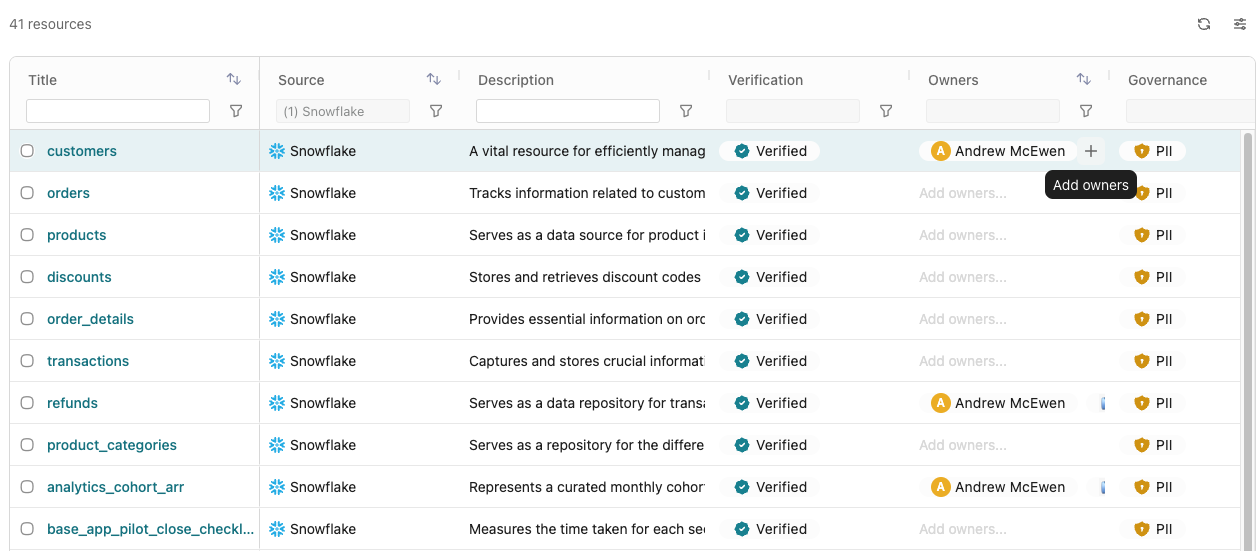 41 resources
Title Source Description Verification Owners Governance
(1) Snowflake
customers Snowflake A vital resource for efficiently manag Verified A Andrew McEwen PII
Add owners
orders Snowflake Tracks information related to custom Verified Add owners... PII
products Snowflake Serves as a data source for product i Verified Add owners... PII
discounts Snowflake Stores and retrieves discount codes Verified Add owners... PII
order_details Snowflake Provides essential information on orc Verified Add owners... PII
transactions Snowflake Captures and stores crucial informati Verified Add owners... PII
refunds Snowflake Serves as a data repository for transa Verified A Andrew McEwen PII
product_categories Snowflake Serves as a repository for the differe Verified Add owners... PII
analytics_cohort_arr Snowflake Represents a curated monthly cohor Verified A Andrew McEwen PII
base_app_pilot_close_checkl... Snowflake Measures the time taken for each sec Verified Add owners... PII